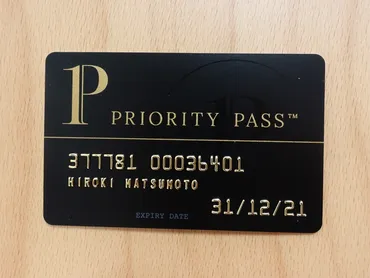 P
PRIORITY PASS™
377781 00036401
HIROKI MATSUMOTO
31/12/21
EXPIRY DATE